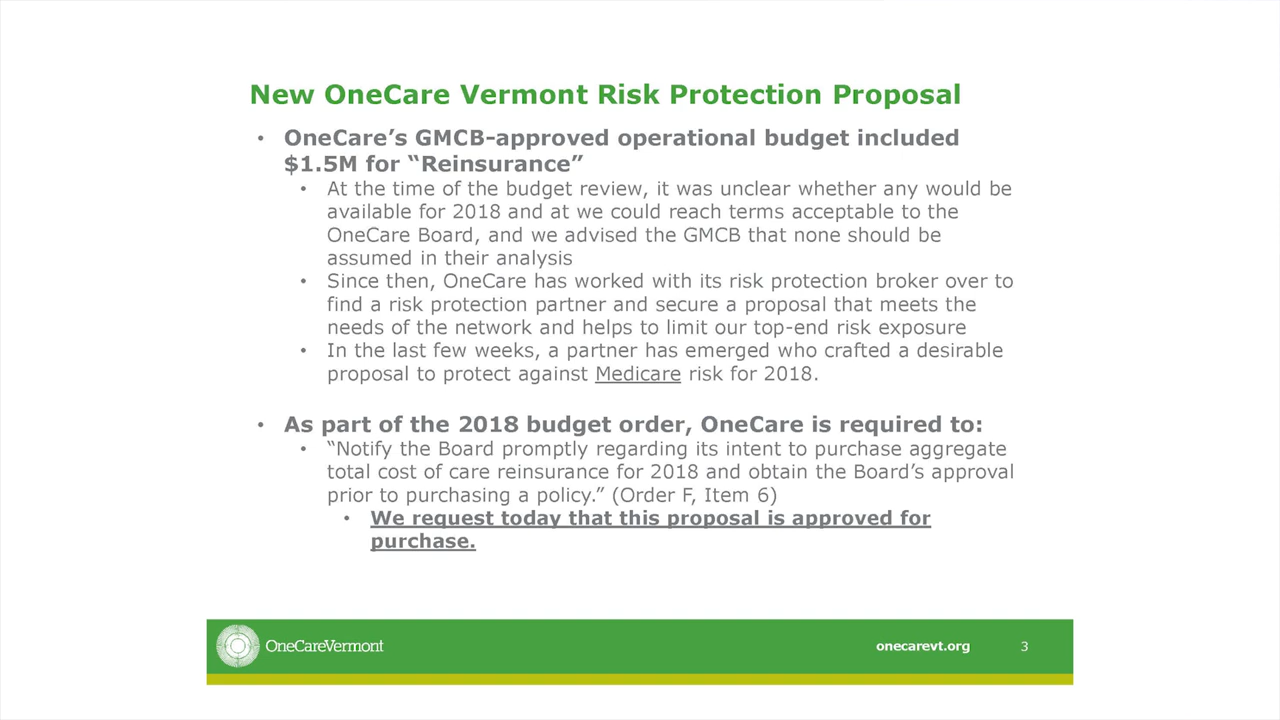 New OneCare Vermont Risk Protection Proposal
• OneCare’s GMCB-approved operational budget included
$1.5M for “Reinsurance”
• At the time of the budget review, it was unclear whether any would be
available for 2018 and at we could reach terms acceptable to the
OneCare Board, and we advised the GMCB that none should be
assumed in their analysis
• Since then, OneCare has worked with its risk protection broker over to
find a risk protection partner and secure a proposal that meets the
needs of the network and helps to limit our top-end risk exposure
• In the last few weeks, a partner has emerged who crafted a desirable
proposal to protect against Medicare risk for 2018.
• As part of the 2018 budget order, OneCare is required to:
• “Notify the Board promptly regarding its intent to purchase aggregate
total cost of care reinsurance for 2018 and obtain the Board’s approval
prior to purchasing a policy.” (Order F, Item 6)
• We request today that this proposal is approved for
purchase.
OneCareVermont
onecarevt.org 3